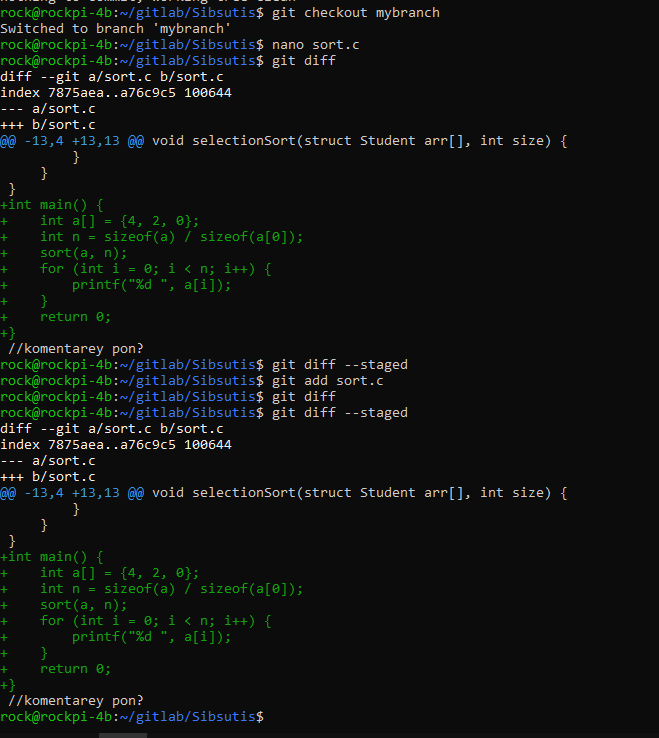 rock@rockpi-4b:~/gitlab/Sibsutis$ git checkout mybranch
Switched to branch 'mybranch'
rock@rockpi-4b:~/gitlab/Sibsutis$ nano sort.c
rock@rockpi-4b:~/gitlab/Sibsutis$ git diff
diff --git a/sort.c b/sort.c
index 7875aea..a76c9c5 100644
--- a/sort.c
+++ b/sort.c
@@ -13,4 +13,13 @@ void selectionSort(struct Student arr[], int size) {
         }
     }
 }
+int main() {
+    int a[] = {4, 2, 0};
+    int n = sizeof(a) / sizeof(a[0]);
+    sort(a, n);
+    for (int i = 0; i < n; i++) {
+        printf("%d ", a[i]);
+    }
+    return 0;
+}
 //komentarey pon?
rock@rockpi-4b:~/gitlab/Sibsutis$ git diff --staged
rock@rockpi-4b:~/gitlab/Sibsutis$ git add sort.c
rock@rockpi-4b:~/gitlab/Sibsutis$ git diff
rock@rockpi-4b:~/gitlab/Sibsutis$ git diff --staged
diff --git a/sort.c b/sort.c
index 7875aea..a76c9c5 100644
--- a/sort.c
+++ b/sort.c
@@ -13,4 +13,13 @@ void selectionSort(struct Student arr[], int size) {
         }
     }
 }
+int main() {
+    int a[] = {4, 2, 0};
+    int n = sizeof(a) / sizeof(a[0]);
+    sort(a, n);
+    for (int i = 0; i < n; i++) {
+        printf("%d ", a[i]);
+    }
+    return 0;
+}
 //komentarey pon?
rock@rockpi-4b:~/gitlab/Sibsutis$